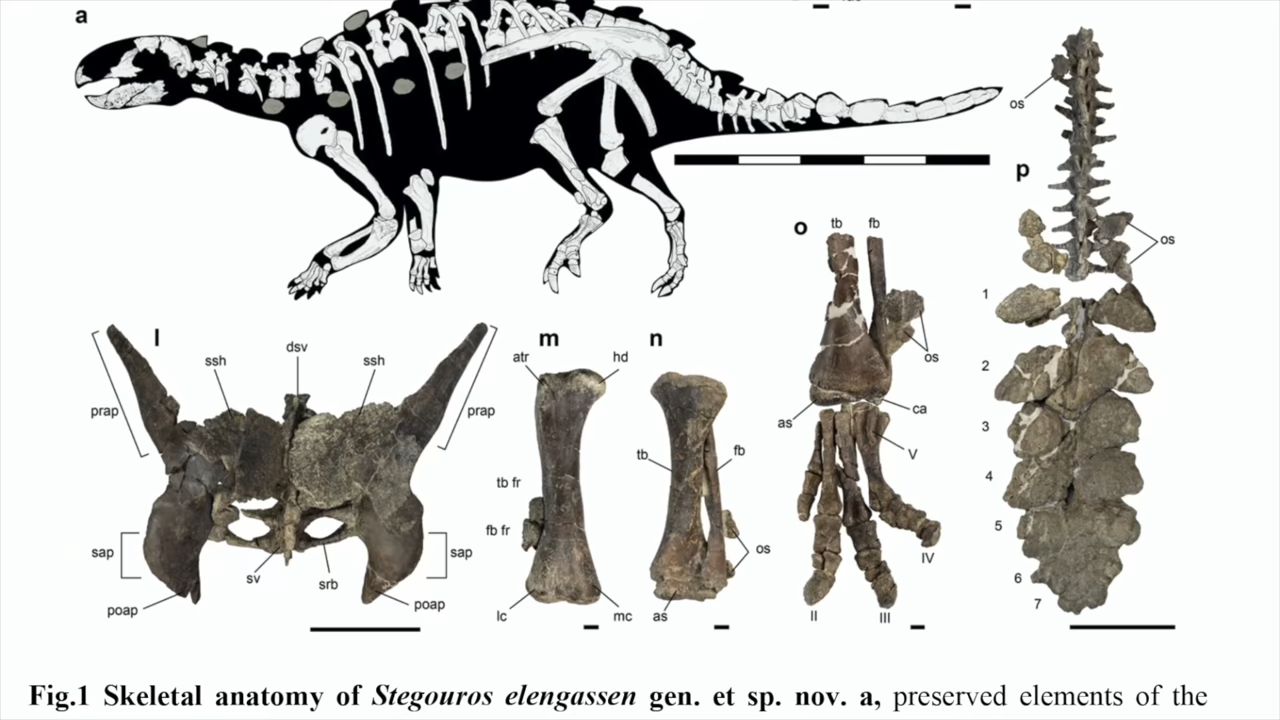 a
os
p
os
1
2
3
4
5
6
7
o
tb
fb
os
as
ca
V
IV
II
III
l
dsv
ssh
ssh
prap
prap
sap
sap
sv
srb
poap
poap
m
atr
hd
tb fr
fb fr
lc
mc
n
tb
fb
os
as
Fig.1 Skeletal anatomy of Stegouros elengassen gen. et sp. nov. a, preserved elements of the